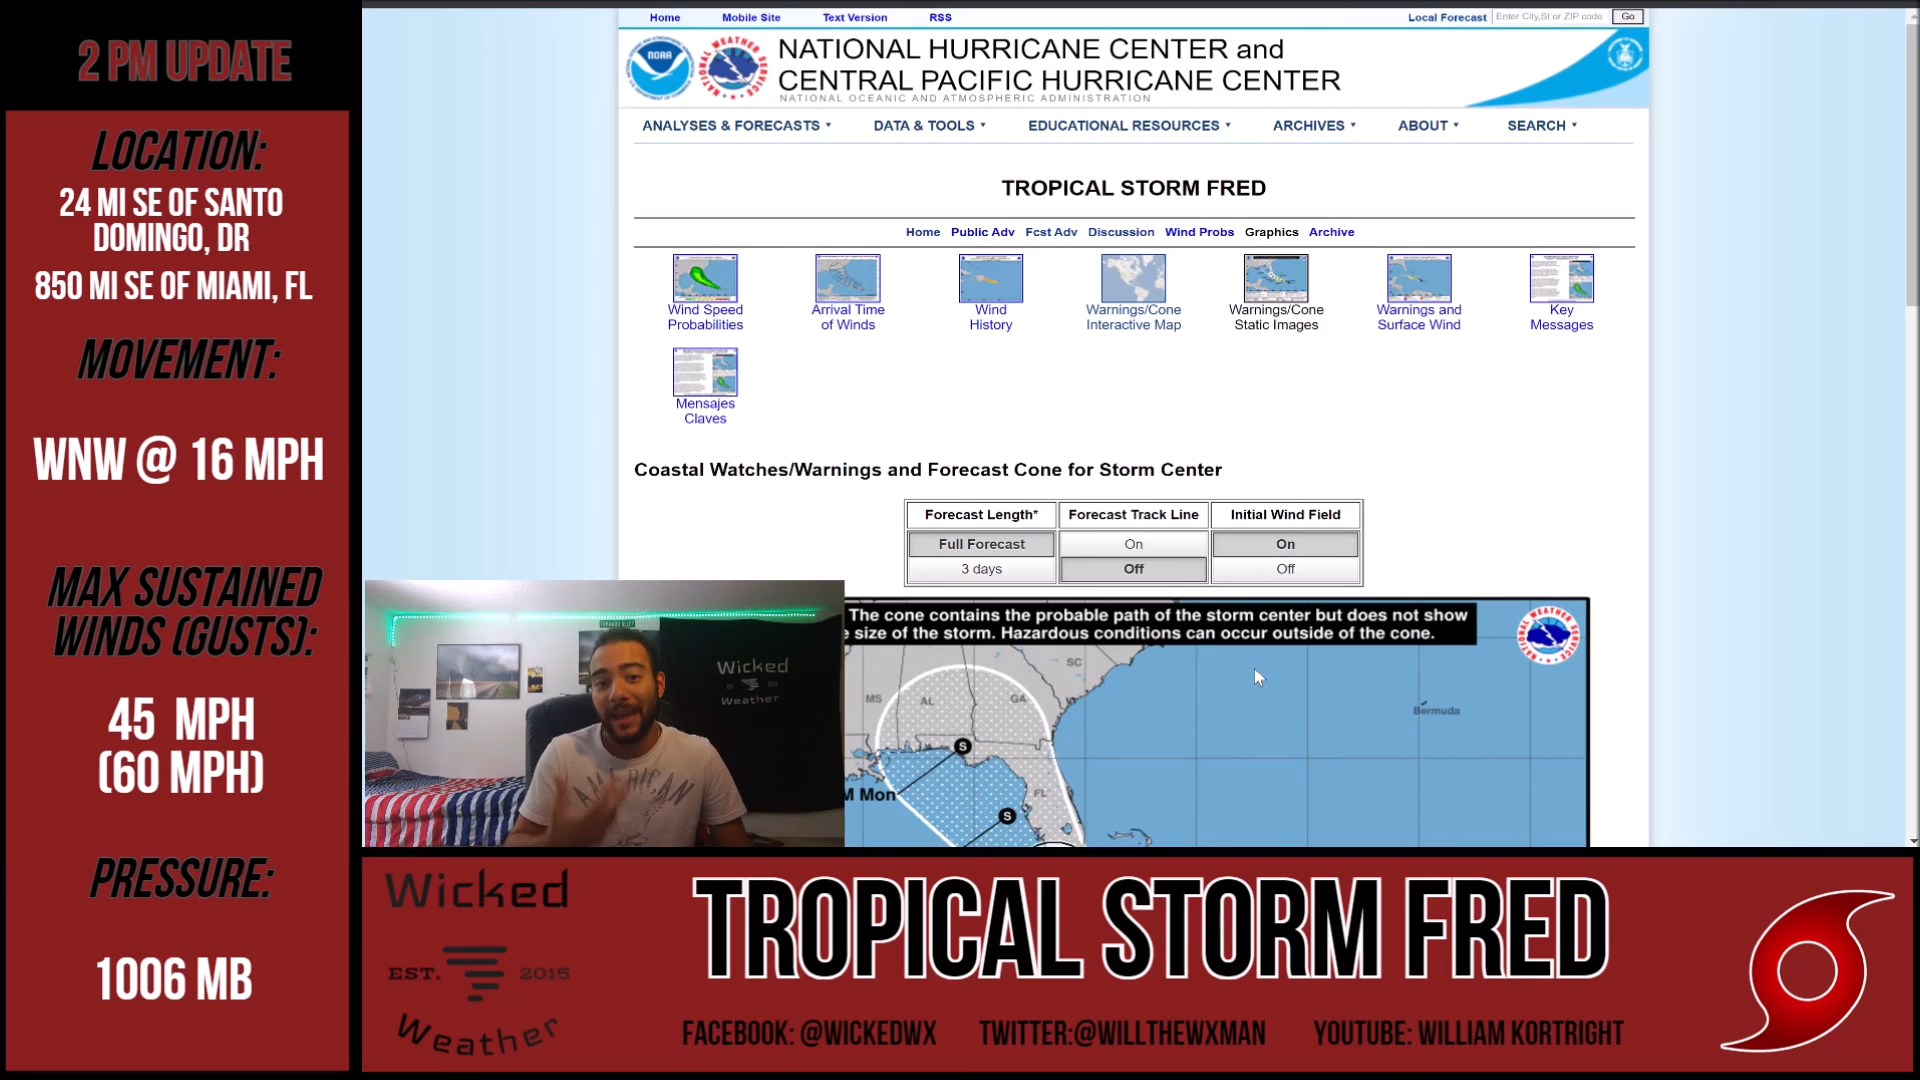 2 PM UPDATE
LOCATION:
24 MI SE OF SANTO
DOMINGO, DR
850 MI SE OF MIAMI, FL
MOVEMENT:
WNW @ 16 MPH
MAX SUSTAINED
WINDS (GUSTS):
45 MPH
(60 MPH)
PRESSURE:
1006 MB
Home Mobile Site Text Version RSS
Local Forecast Enter City,St or ZIP code Go
NOAA
NATIONAL HURRICANE CENTER and
CENTRAL PACIFIC HURRICANE CENTER
NATIONAL OCEANIC AND ATMOSPHERIC ADMINISTRATION
ANALYSES & FORECASTS DATA & TOOLS EDUCATIONAL RESOURCES ARCHIVES ABOUT SEARCH
TROPICAL STORM FRED
Home Public Adv Fcst Adv Discussion Wind Probs Graphics Archive
Wind Speed
Probabilities
Arrival Time
of Winds
Wind
History
Warnings/Cone
Interactive Map
Warnings/Cone
Static Images
Warnings and
Surface Wind
Key
Messages
Mensajes
Claves
Coastal Watches/Warnings and Forecast Cone for Storm Center
Forecast Length* Forecast Track Line Initial Wind Field
Full Forecast On On
3 days Off Off
The cone contains the probable path of the storm center but does not show
e size of the storm. Hazardous conditions can occur outside of the cone.
NATIONAL WEATHER SERVICE
SC
MS AL GA
Bermuda
S
M Mon
FL
S
Wicked
Weather
AMERICAN
Wicked
EST. 2015
Weather
TROPICAL STORM FRED
FACEBOOK: @WICKEDWX TWITTER:@WILLTHEWXMAN YOUTUBE: WILLIAM KORTRIGHT